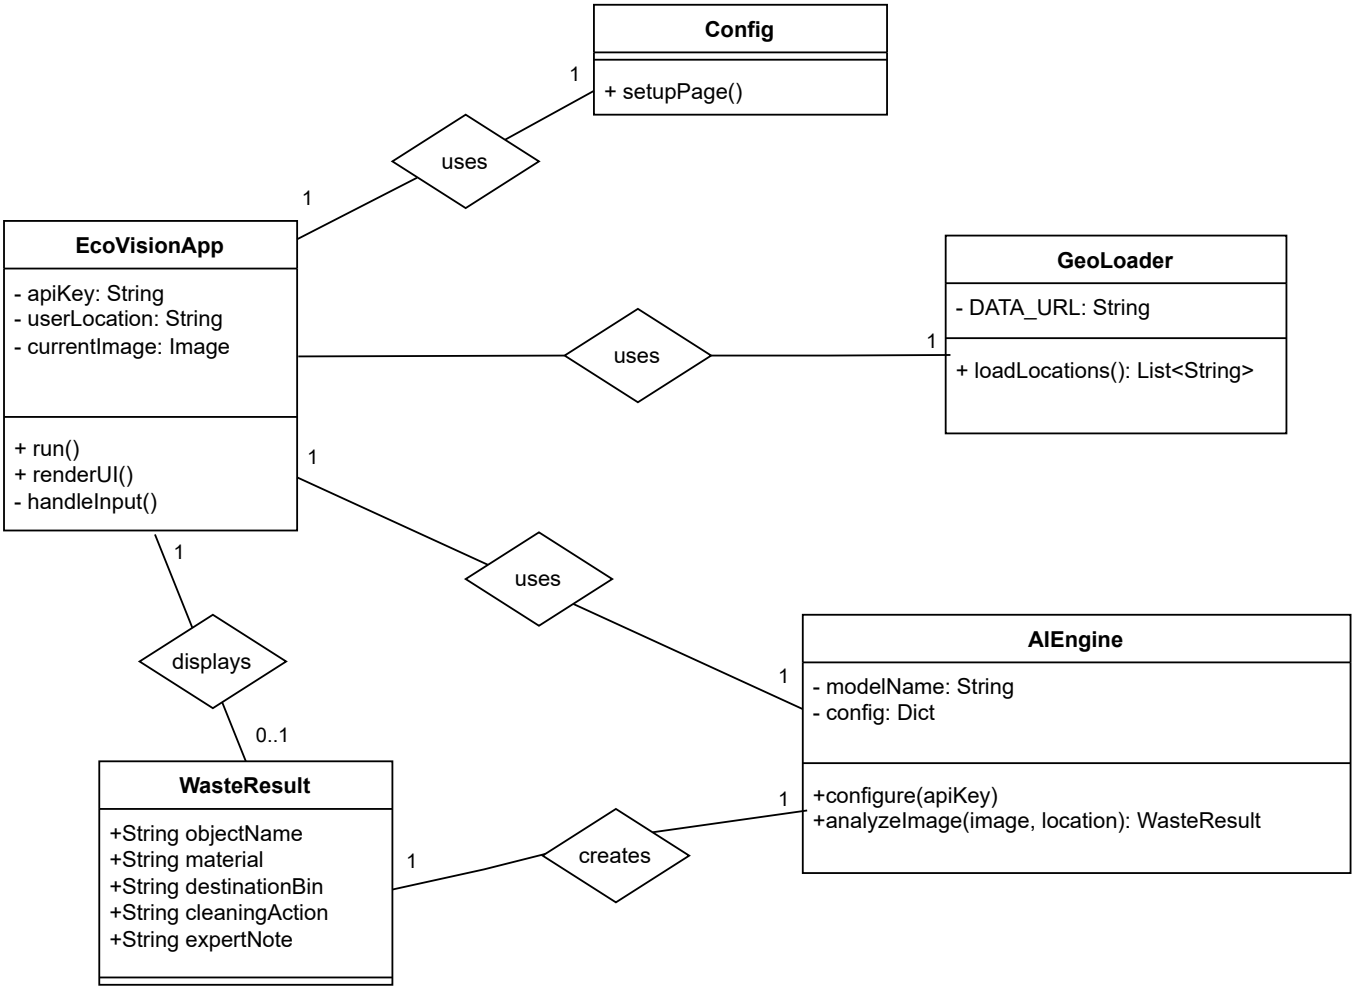 Config
+ setupPage()
1
uses
1
EcoVisionApp
- apiKey: String
- userLocation: String
- currentImage: Image
+ run()
+ renderUI()
- handleInput()
uses
1
GeoLoader
- DATA_URL: String
+ loadLocations(): List<String>
1
uses
1
AIEngine
- modelName: String
- config: Dict
+configure(apiKey)
+analyzeImage(image, location): WasteResult
1
displays
0..1
WasteResult
+String objectName
+String material
+String destinationBin
+String cleaningAction
+String expertNote
1
creates
1